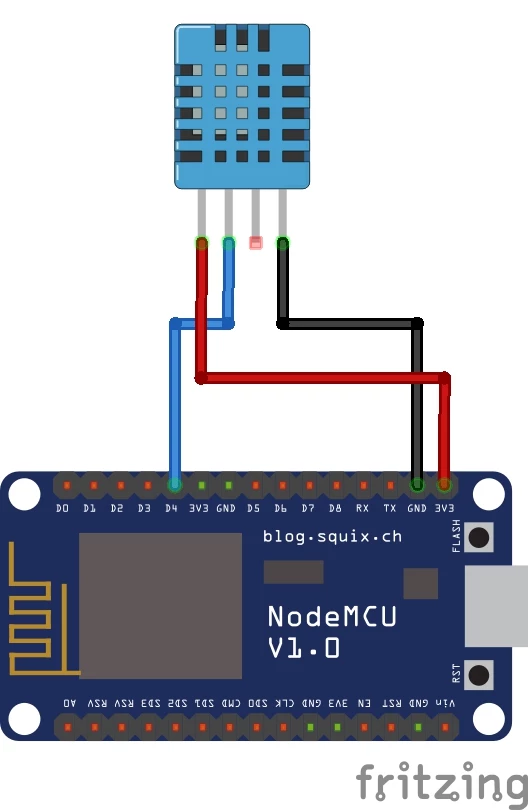 D0 D1 D2 D3 D4 3V3 GND D5 D6 D7 D8 RX TX GND 3V3
blog.squix.ch
FLASH
NodeMCU
V1.0
RST
A0 RSV RSV SD3 SD2 SD1 CMD SD0 CLK GND 3V3 EN RST GND Vin
fritzing